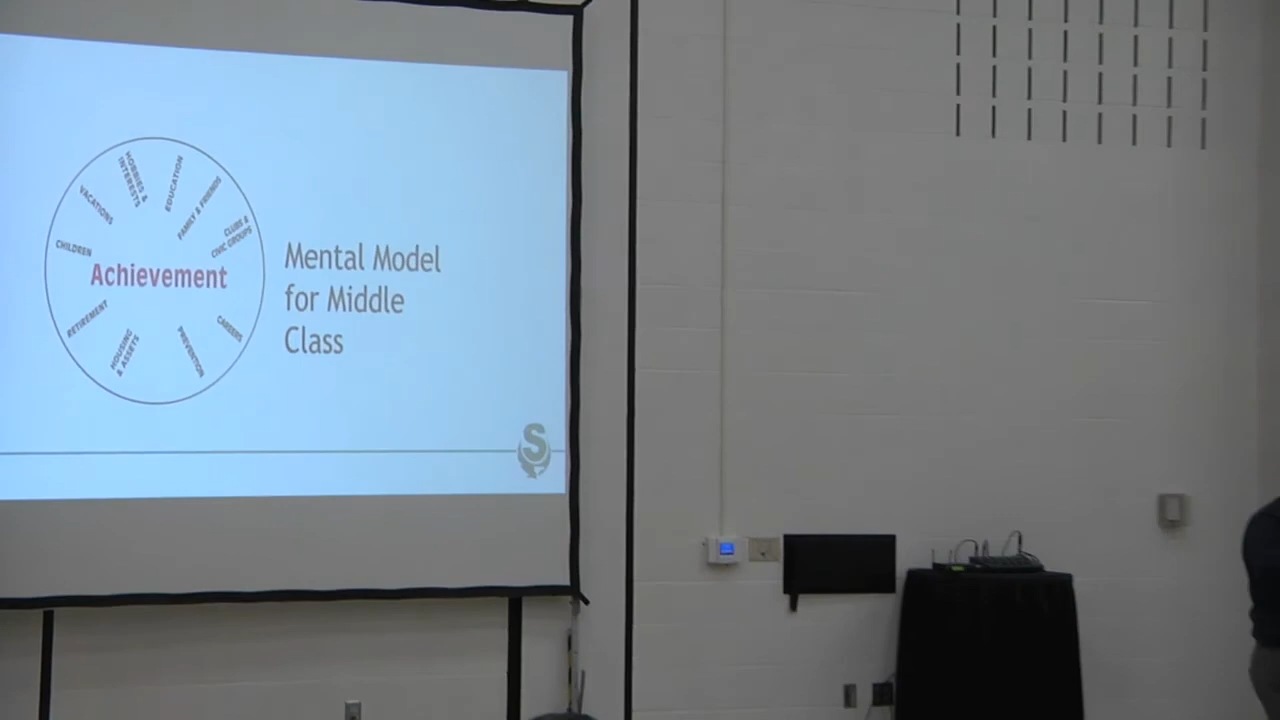 HOBBIES &
INTERESTS
EDUCATION
FAMILY & FRIENDS
CLUBS &
CIVIC GROUPS
VACATIONS
CHILDREN
Achievement
RETIREMENT
HOUSING
& ASSETS
PREVENTION
CAREERS
Mental Model
for Middle
Class
S